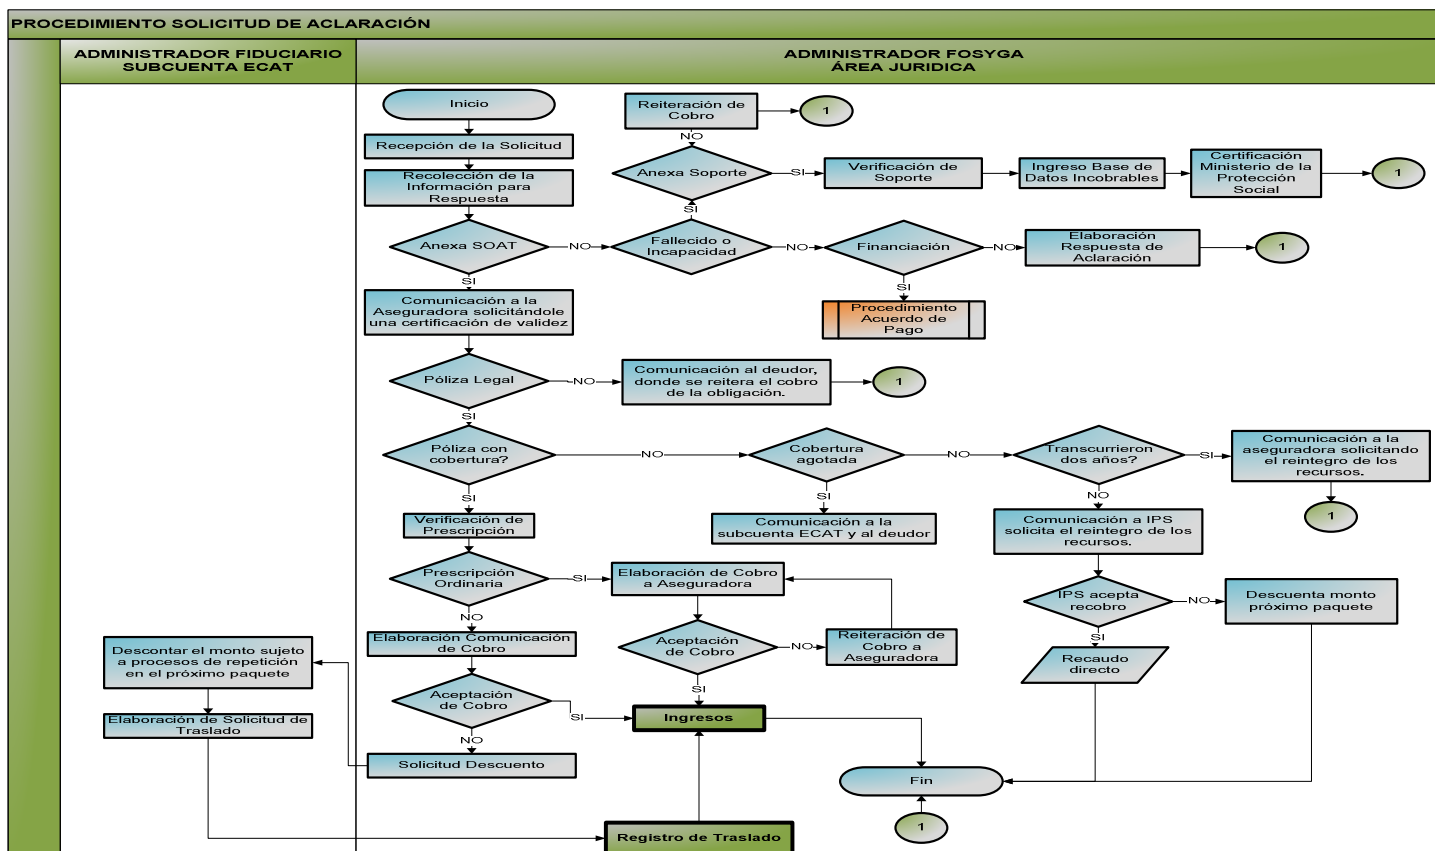 PROCEDIMIENTO SOLICITUD DE ACLARACIÓN
ADMINISTRADOR FIDUCIARIO
SUBCUENTA ECAT
ADMINISTRADOR FOSYGA
ÁREA JURIDICA
Inicio
Recepción de la Solicitud
Recolección de la
Información para
Respuesta
Reiteración de
Cobro
1
NO
Anexa Soporte
SI
Verificación de
Soporte
Ingreso Base de
Datos Incobrables
Certificación
Ministerio de la
Protección
Social
1
SI
Anexa SOAT
NO
Fallecido o
Incapacidad
NO
Financiación
NO
Elaboración
Respuesta de
Aclaración
1
SI
SI
Comunicación a la
Aseguradora solicitándole
una certificación de validez
Procedimiento
Acuerdo de
Pago
Póliza Legal
NO
Comunicación al deudor,
donde se reitera el cobro
de la obligación.
1
SI
Póliza con
cobertura?
NO
Cobertura
agotada
NO
Transcurrieron
dos años?
SI
Comunicación a la
aseguradora solicitando
el reintegro de los
recursos.
1
SI
SI
NO
Verificación de
Prescripción
Comunicación a la
subcuenta ECAT y al deudor
Comunicación a IPS
solicita el reintegro de los
recursos.
Prescripción
Ordinaria
SI
Elaboración de Cobro
a Aseguradora
IPS acepta
recobro
NO
Descuenta monto
próximo paquete
NO
SI
Elaboración Comunicación
de Cobro
Aceptación
de Cobro
NO
Reiteración de
Cobro a
Aseguradora
Recaudo
directo
Descontar el monto sujeto
a procesos de repetición
en el próximo paquete
Aceptación
de Cobro
SI
SI
Ingresos
Elaboración de Solicitud de
Traslado
NO
Solicitud Descuento
Fin
1
Registro de Traslado